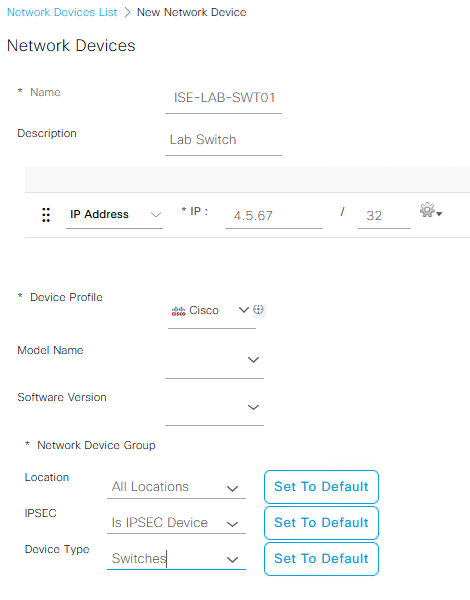 Network Devices List > New Network Device
Network Devices
* Name
ISE-LAB-SWT01
Description
Lab Switch
IP Address * IP : 4.5.67 / 32
* Device Profile
CISCO Cisco
Model Name
Software Version
* Network Device Group
Location All Locations Set To Default
IPSEC Is IPSEC Device Set To Default
Device Type Switches Set To Default